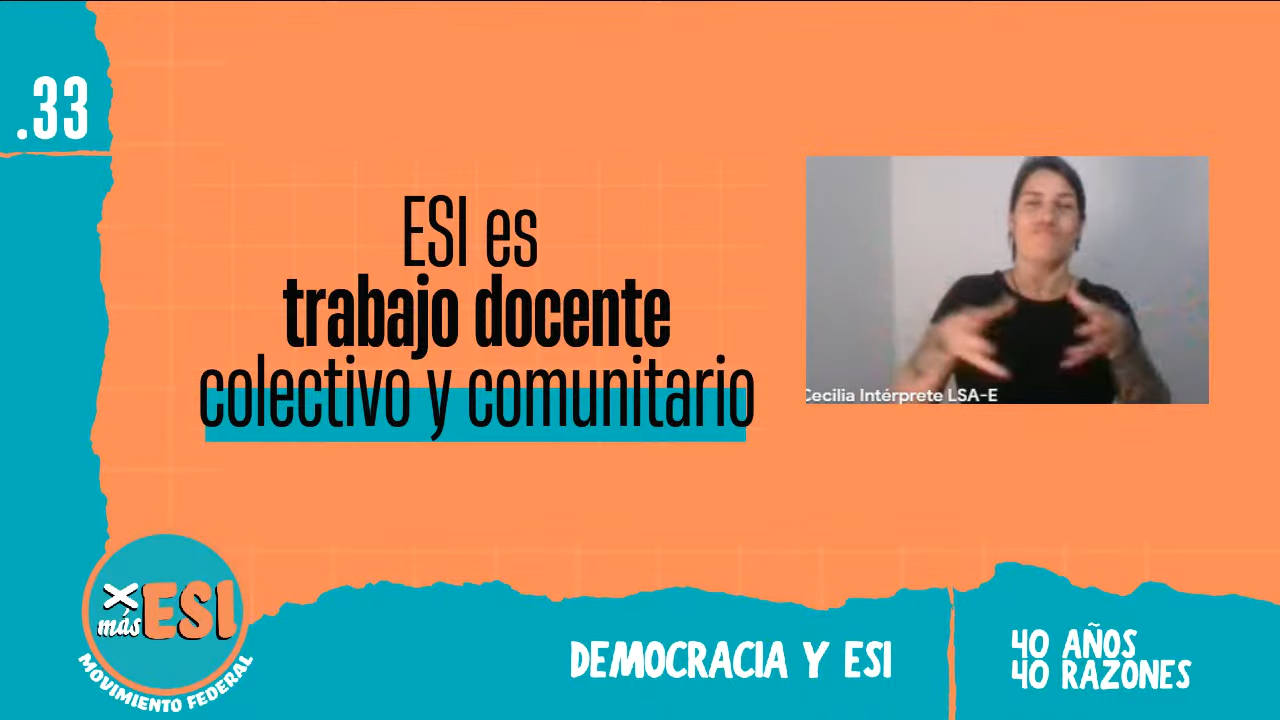 .33
ESI es
trabajo docente
colectivo y comunitario
Cecilia Intérprete LSA-E
x
más ESI
MOVIMIENTO FEDERAL
DEMOCRACIA Y ESI
40 AÑOS
40 RAZONES